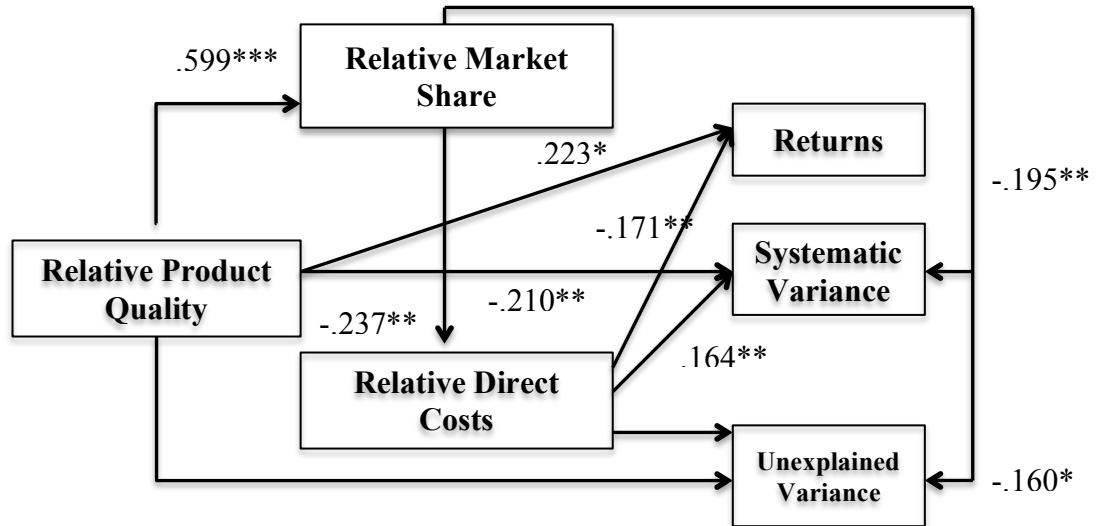 .599***
Relative Market
Share
Returns
.223*
-.195**
-.171**
Relative Product
Quality
Systematic
Variance
-.210**
-.237**
.164**
Relative Direct
Costs
Unexplained
Variance
-.160*